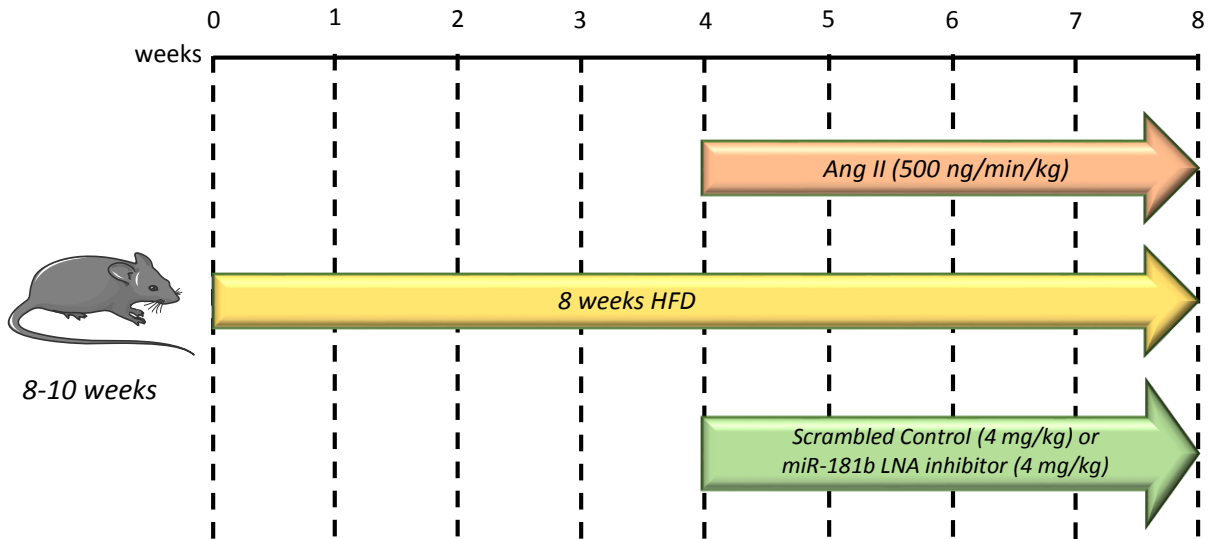 0 1 2 3 4 5 6 7 8
weeks
Ang II (500 ng/min/kg)
8 weeks HFD
8-10 weeks
Scrambled Control (4 mg/kg) or
miR-181b LNA inhibitor (4 mg/kg)